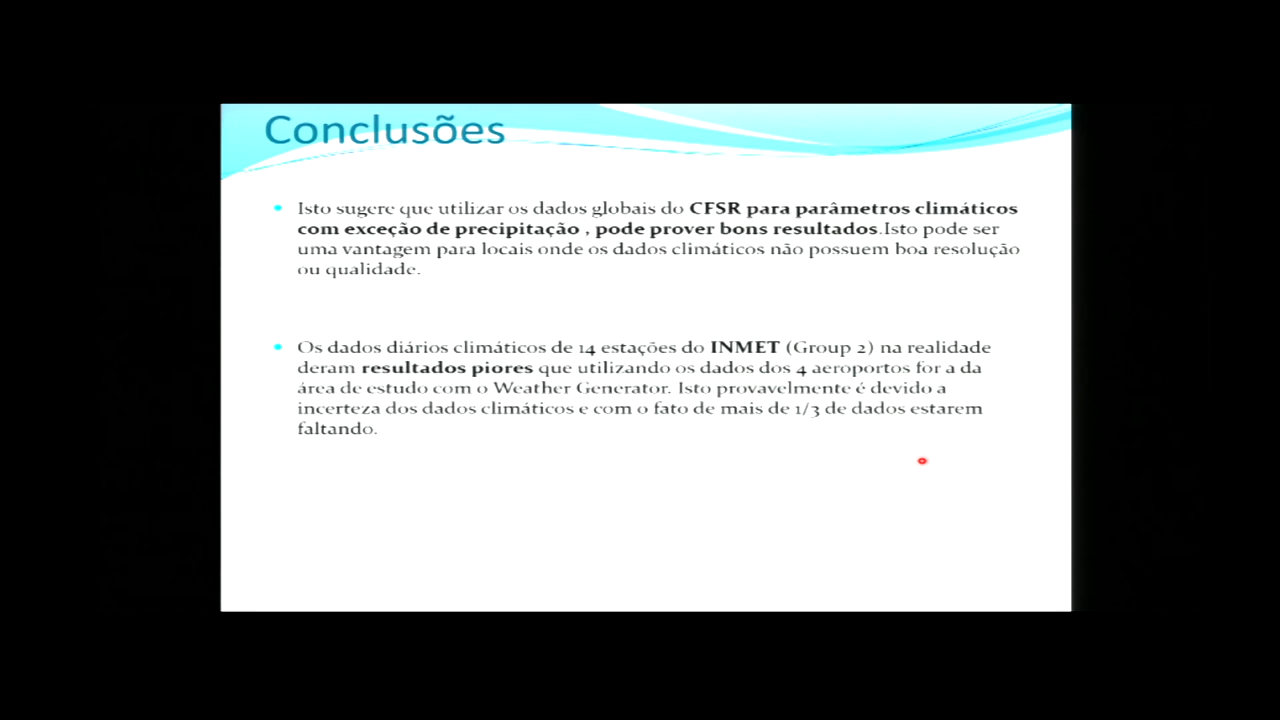 Conclusões
Isto sugere que utilizar os dados globais do CFSR para parâmetros climáticos
com exceção de precipitação , pode prover bons resultados.Isto pode ser
uma vantagem para locais onde os dados climáticos não possuem boa resolução
ou qualidade.
Os dados diários climáticos de 14 estações do INMET (Group 2) na realidade
deram resultados piores que utilizando os dados dos 4 aeroportos for a da
área de estudo com o Weather Generator. Isto provavelmente é devido a
incerteza dos dados climáticos e com o fato de mais de 1/3 de dados estarem
faltando.